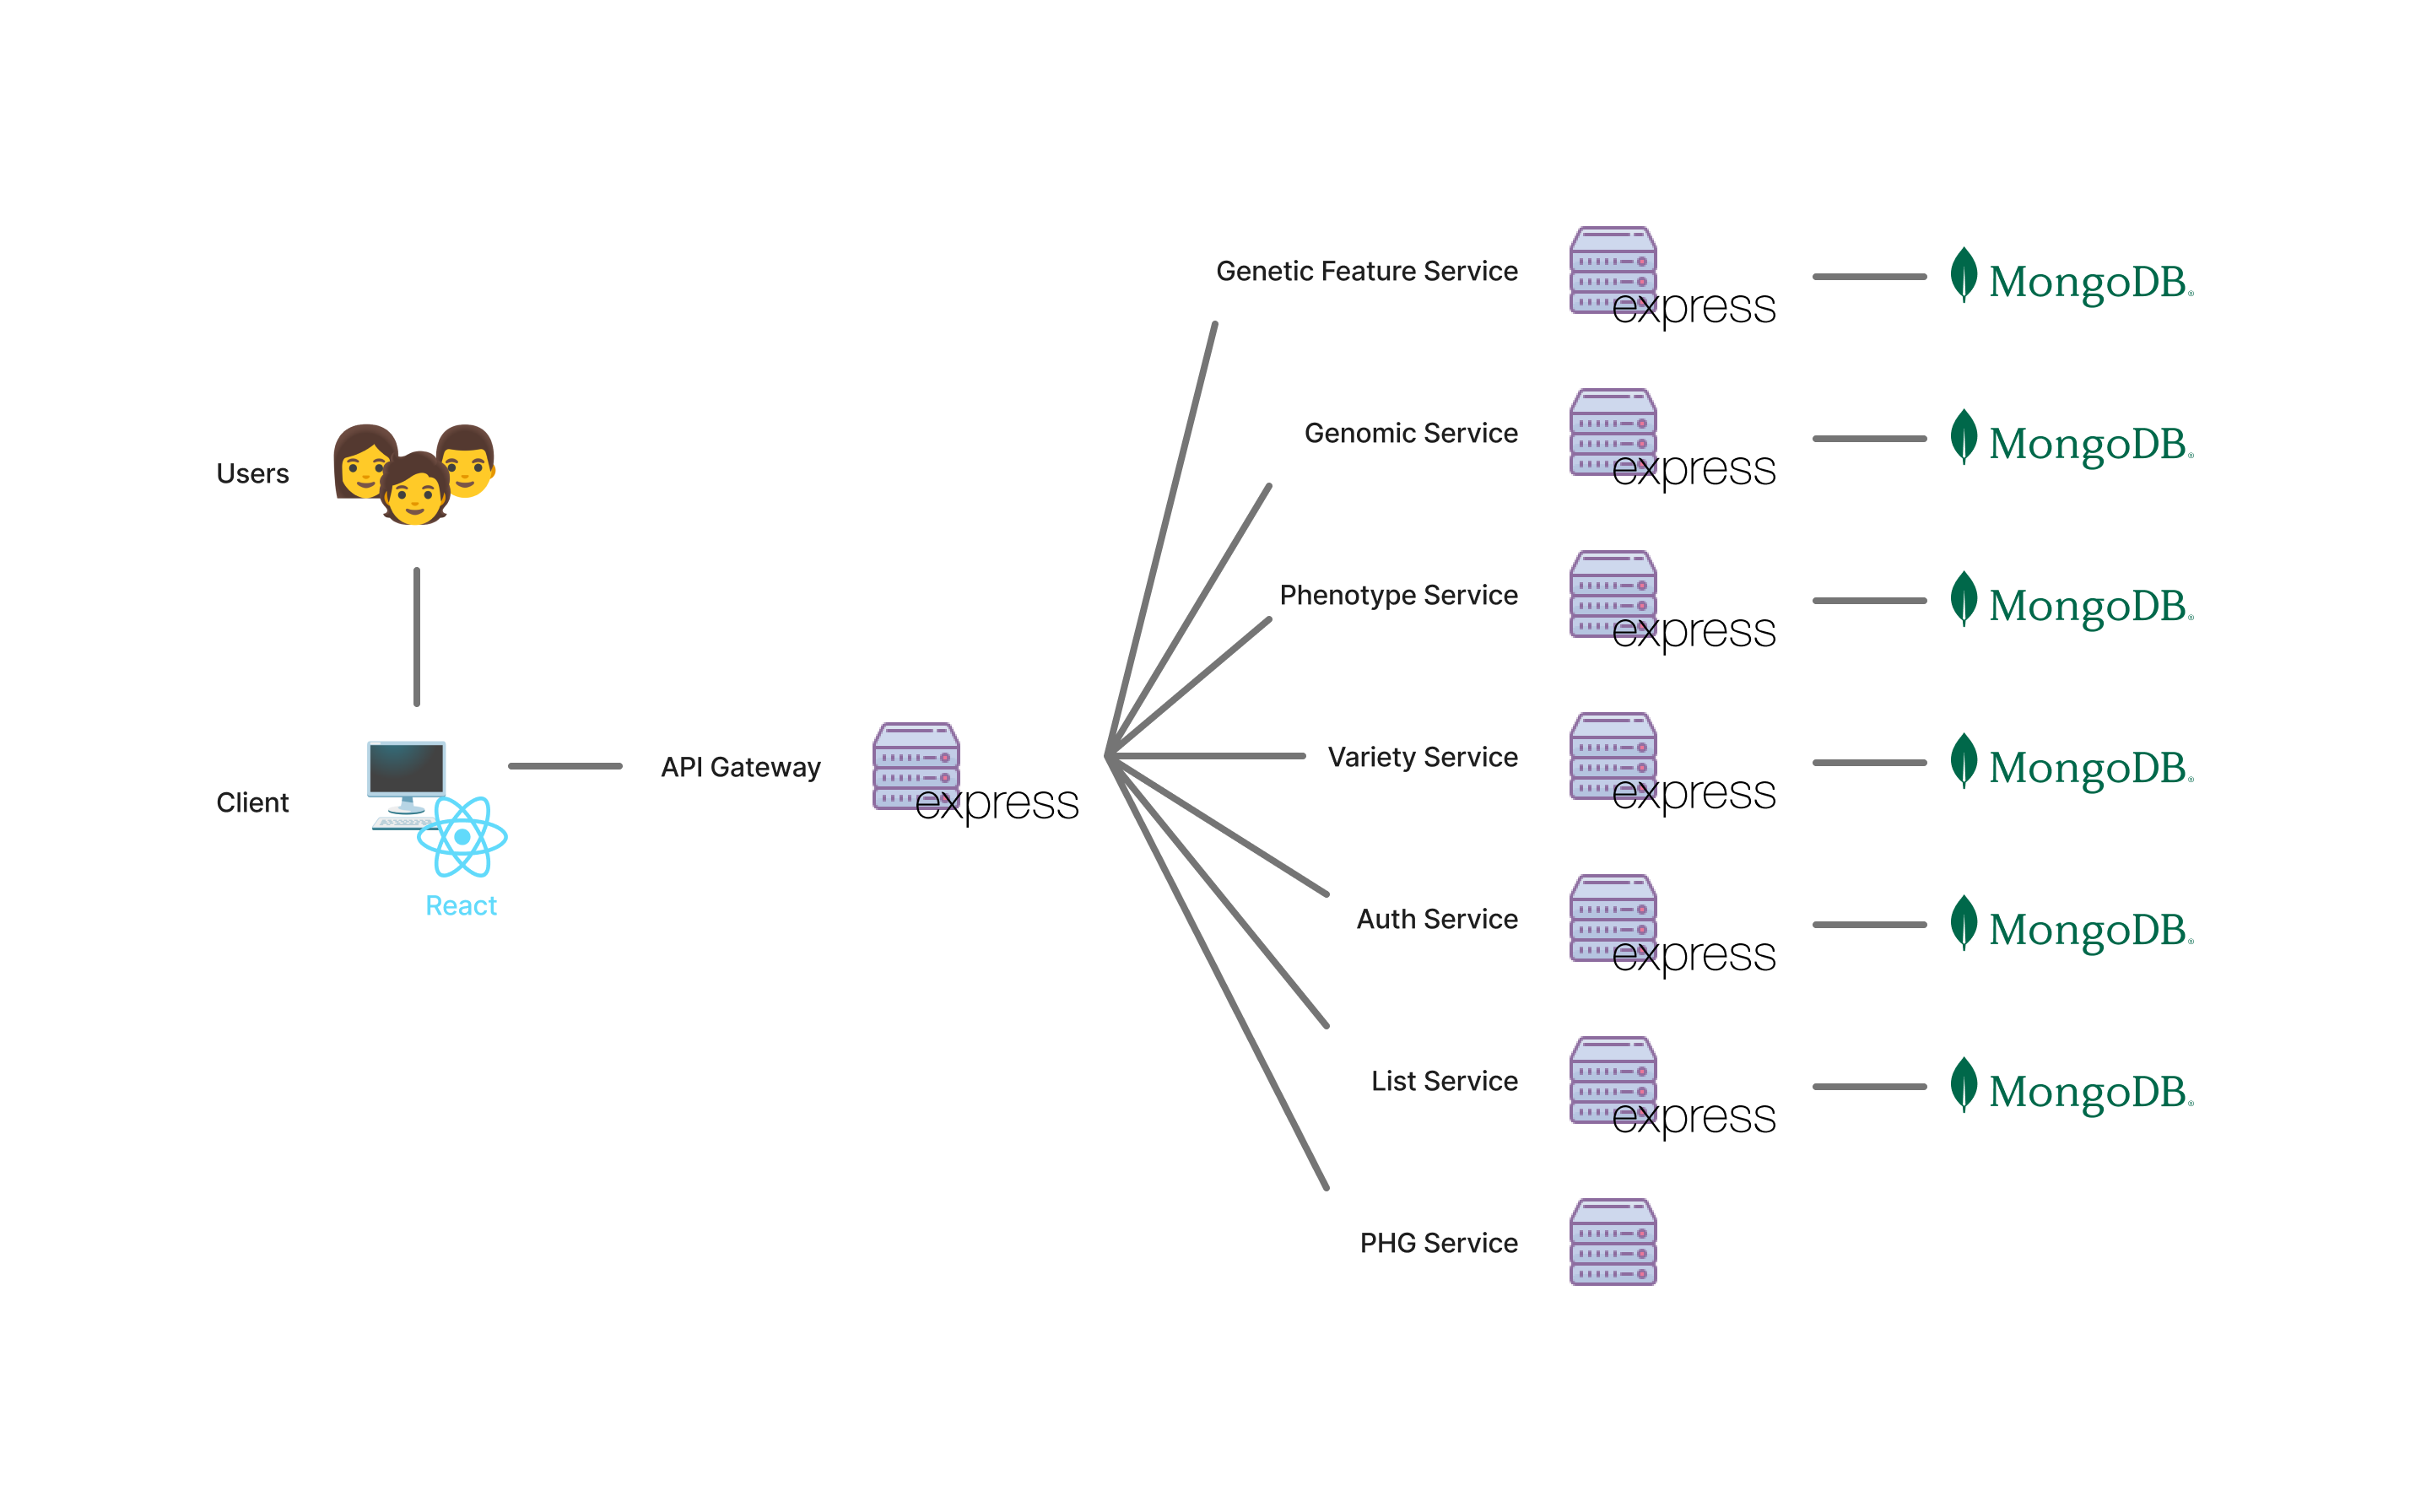 Users
Client
React
API Gateway
express
Genetic Feature Service
express
MongoDB®
Genomic Service
express
MongoDB®
Phenotype Service
express
MongoDB®
Variety Service
express
MongoDB®
Auth Service
express
MongoDB®
List Service
express
MongoDB®
PHG Service